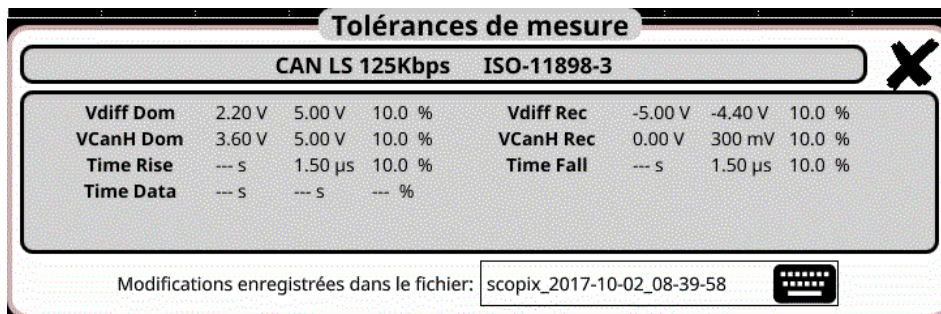 Tolérances de mesure
CAN LS 125Kbps ISO-11898-3
Vdiff Dom 2.20 V 5.00 V 10.0 % Vdiff Rec -5.00 V -4.40 V 10.0 %
VCanH Dom 3.60 V 5.00 V 10.0 % VCanH Rec 0.00 V 300 mV 10.0 %
Time Rise --- s 1.50 µs 10.0 % Time Fall --- s 1.50 µs 10.0 %
Time Data --- s --- s --- %
Modifications enregistrées dans le fichier: scopix_2017-10-02_08-39-58